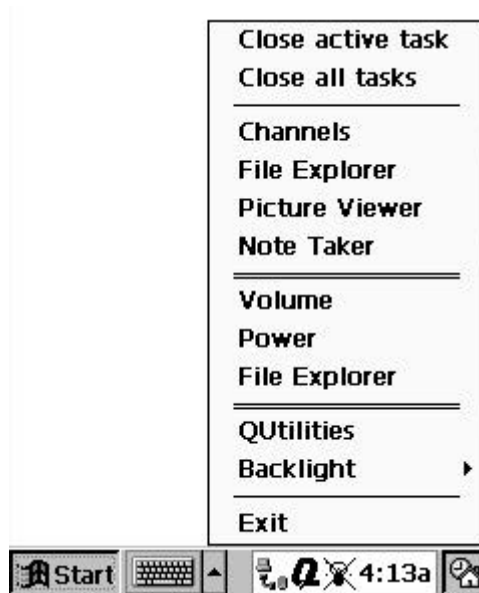 Close active task
Close all tasks
Channels
File Explorer
Picture Viewer
Note Taker
Volume
Power
File Explorer
QUtilities
Backlight
Exit
Start
Q 4:13a